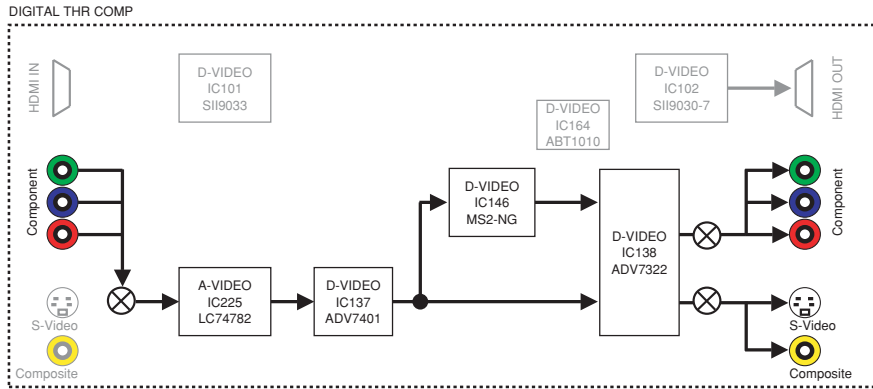 DIGITAL THR COMP
HDMI IN
D-VIDEO
IC101
SII9033
D-VIDEO
IC164
ABT1010
D-VIDEO
IC102
SII9030-7
HDMI OUT
Component
D-VIDEO
IC146
MS2-NG
D-VIDEO
IC138
ADV7322
Component
A-VIDEO
IC225
LC74782
D-VIDEO
IC137
ADV7401
S-Video
Composite
S-Video
Composite